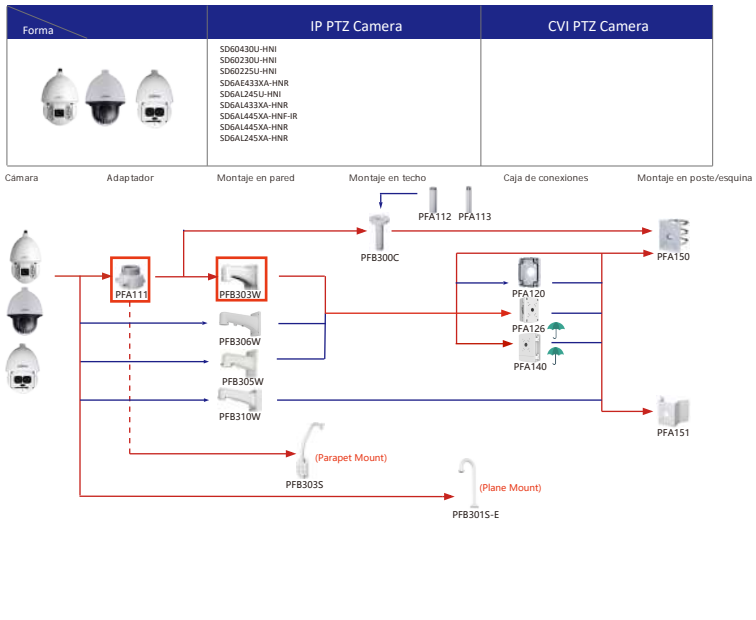 Forma
IP PTZ Camera
CVI PTZ Camera
SD60430U-HNI
SD60230U-HNI
SD60225U-HNI
SD6AE433XA-HNR
SD6AL245U-HNI
SD6AL433XA-HNR
SD6AL445XA-HNF-IR
SD6AL445XA-HNR
SD6AL245XA-HNR
Cámara
Adaptador
Montaje en pared
Montaje en techo
Caja de conexiones
Montaje en poste/esquina
PFA112
PFA113
PFB300C
PFA150
PFA111
PFB303W
PFA120
PFA126
PFB306W
PFA140
PFB305W
PFB310W
PFA151
(Parapet Mount)
PFB303S
(Plane Mount)
PFB301S-E